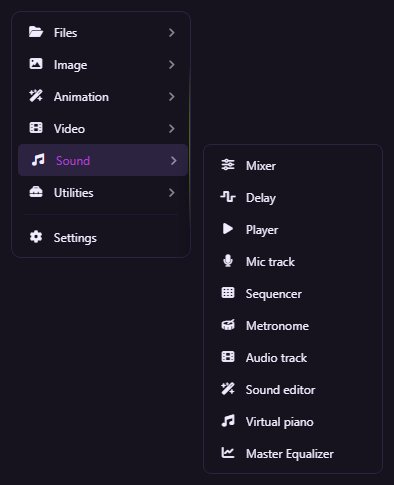 Files
Image
Animation
Video
Sound
Utilities
Settings
Mixer
Delay
Player
Mic track
Sequencer
Metronome
Audio track
Sound editor
Virtual piano
Master Equalizer